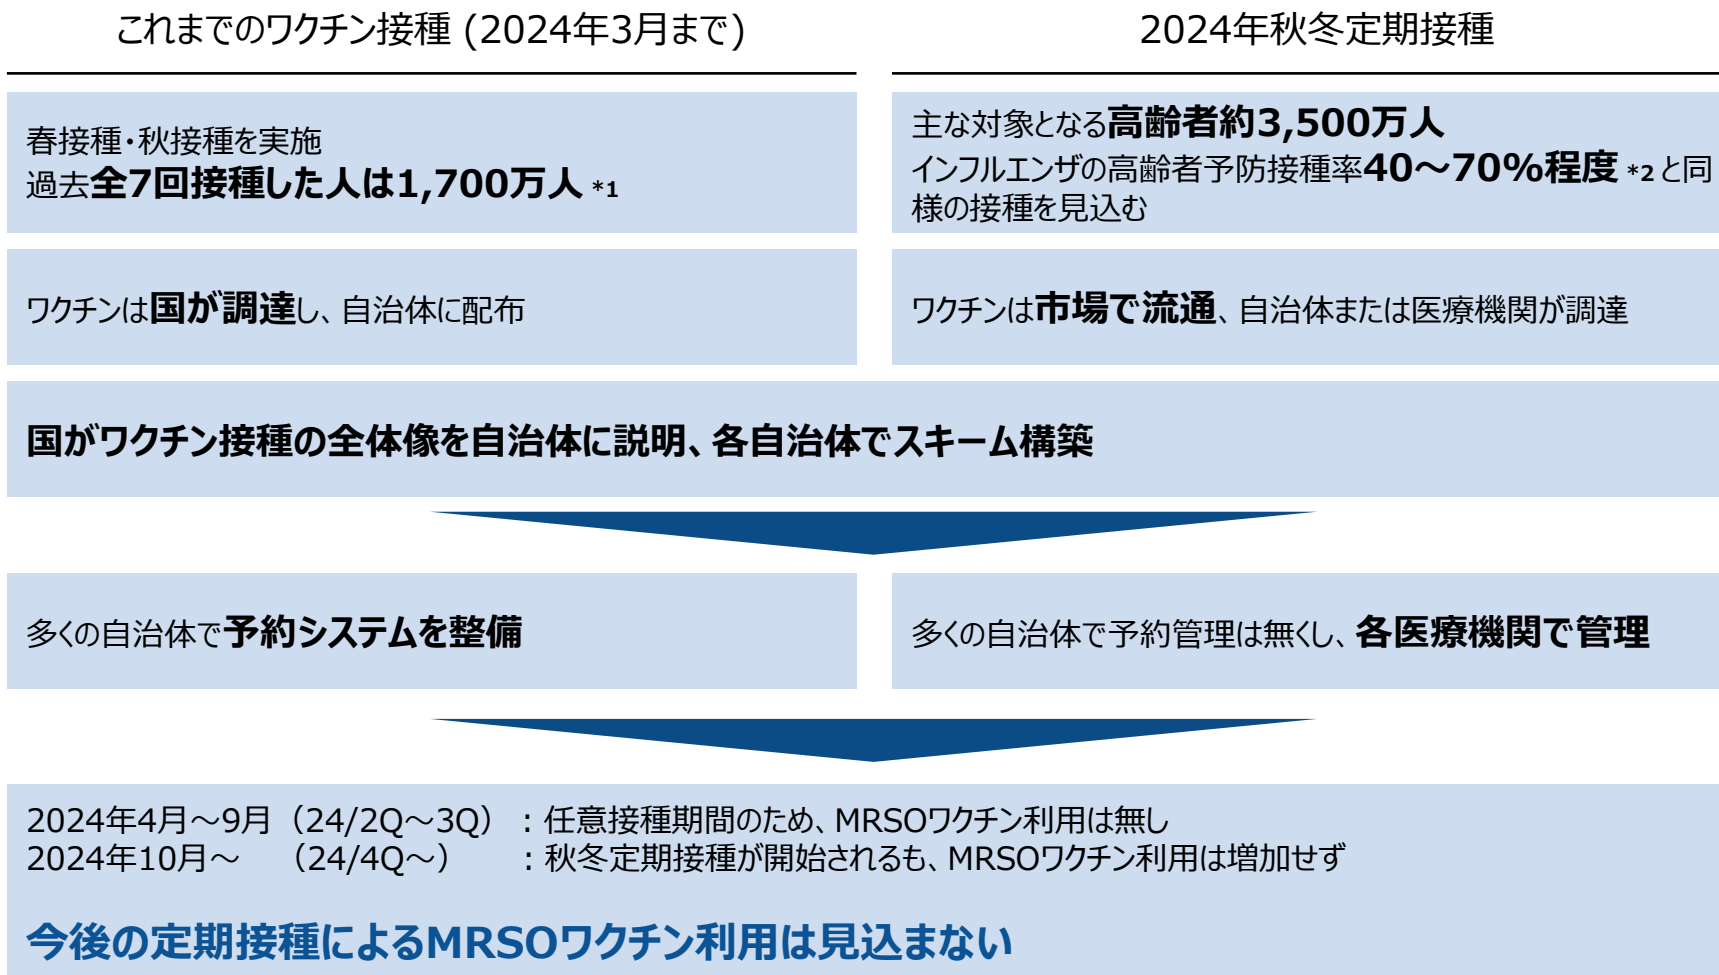 これまでのワクチン接種 (2024年3月まで)
2024年秋冬定期接種
春接種・秋接種を実施
過去全7回接種した人は1,700万人 *1
主な対象となる高齢者約3,500万人
インフルエンザの高齢者予防接種率40~70%程度 *2 と同
様の接種を見込む
ワクチンは国が調達し、自治体に配布
ワクチンは市場で流通、自治体または医療機関が調達
国がワクチン接種の全体像を自治体に説明、各自治体でスキーム構築
多くの自治体で予約システムを整備
多くの自治体で予約管理は無くし、各医療機関で管理
2024年4月~9月（24/2Q~3Q）：任意接種期間のため、MRSOワクチン利用は無し
2024年10月~　（24/4Q~）　：秋冬定期接種が開始されるも、MRSOワクチン利用は増加せず
今後の定期接種によるMRSOワクチン利用は見込まない